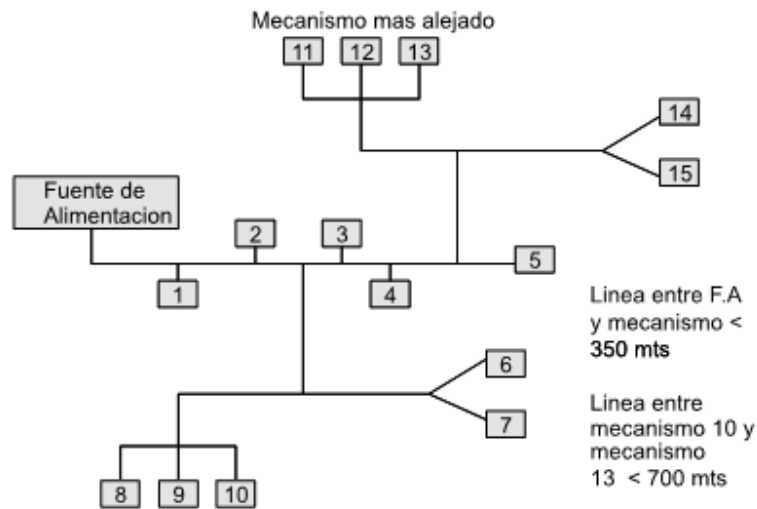 Mecanismo mas alejado
11 12 13
14
15
Fuente de
Alimentacion
2 3
5
1 4
Linea entre F.A
y mecanismo <
350 mts
6
7
Linea entre
mecanismo 10 y
mecanismo
13 < 700 mts
8 9 10